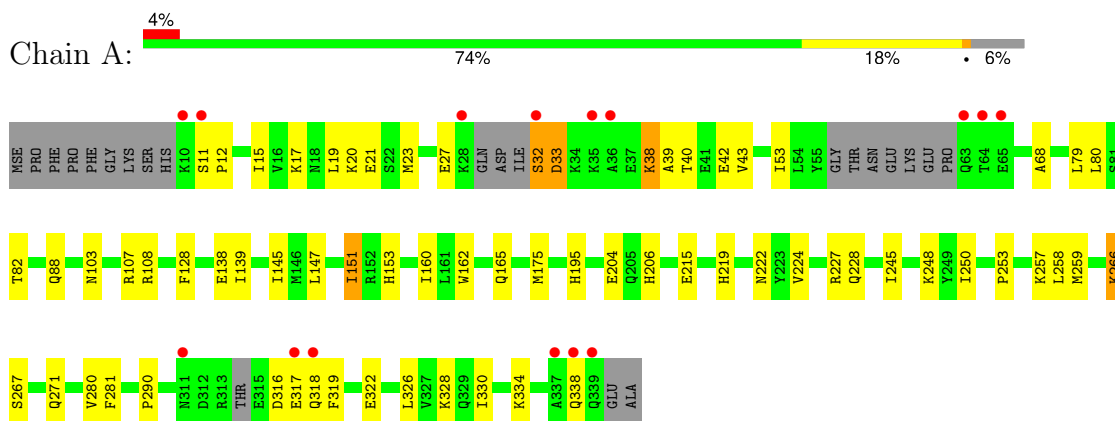 4%
Chain A:
74% 18% • 6%
MSE PRO PHE PRO PHE GLY LYS SER HIS K10 S11 P12 I15 V16 K17 N18 L19 K20 E21 S22 M23 E27 K28 GLN ASP ILE S32 D33 K34 K35 A36 E37 K38 A39 T40 E41 E42 V43 I53 L54 Y55 GLY THR ASN GLU LYS GLU PRO Q63 T64 E65 A68 L79 L80 S81
T82 Q88 N103 R107 R108 F128 E138 I139 I145 M146 L147 I151 R152 H153 I160 L161 W162 Q165 M175 H195 E204 Q205 H206 E215 H219 N222 Y223 V224 R227 Q228 I245 K248 Y249 I250 P253 K257 L258 M259 K266
S267 Q271 V280 F281 P290 N311 D312 R313 THR E315 D316 E317 Q318 F319 E322 L326 V327 K328 Q329 I330 K334 A337 Q338 Q339 GLU ALA